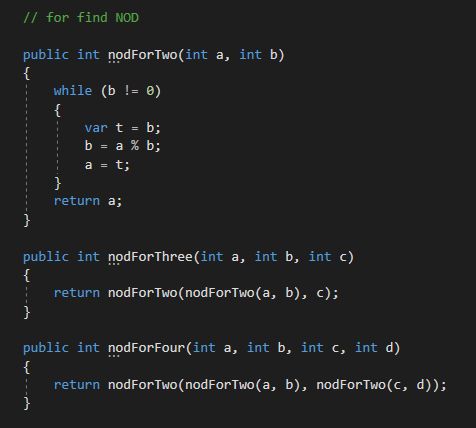 // for find NOD
public int nodForTwo(int a, int b)
{
while (b != 0)
{
var t = b;
b = a % b;
a = t;
}
return a;
}
public int nodForThree(int a, int b, int c)
{
return nodForTwo(nodForTwo(a, b), c);
}
public int nodForFour(int a, int b, int c, int d)
{
return nodForTwo(nodForTwo(a, b), nodForTwo(c, d));
}